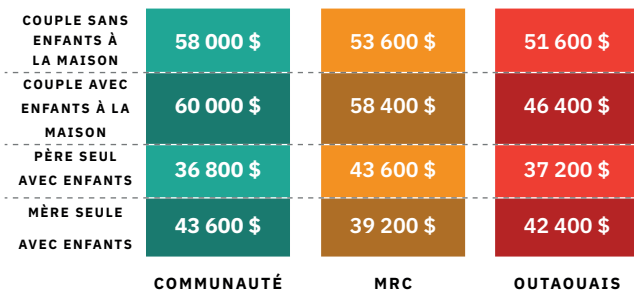 COUPLE SANS
ENFANTS À
LA MAISON
58 000 $
53 600 $
51 600 $
COUPLE AVEC
ENFANTS À LA
MAISON
60 000 $
58 400 $
46 400 $
PÈRE SEUL
AVEC ENFANTS
36 800 $
43 600 $
37 200 $
MÈRE SEULE
AVEC ENFANTS
43 600 $
39 200 $
42 400 $
COMMUNAUTÉ
MRC
OUTAOUAIS